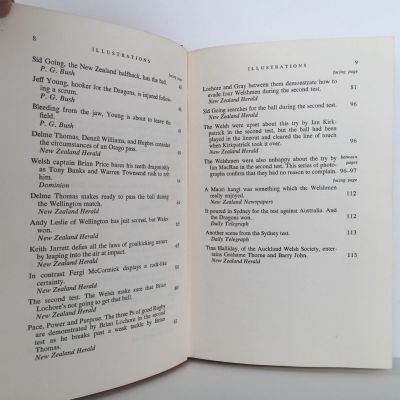 8
ILLUSTRATIONS
facing page
Sid Going, the New Zealand halfback, has the ball.
P. G. Bush
Jeff Young, hooker for the Dragons, is injured following
a scrum.
P. G. Bush
Bleeding from the jaw, Young is about to leave the
field.
P. G. Bush
Delme Thomas, Denzil Williams, and Hughes consider
the circumstances of an Otago pass.
New Zealand Herald
Welsh captain Brian Price bares his teeth dragonishly
as Tony Banks and Warren Townsend rush to
him.
Dominion
Delme Thomas makes ready to pass the ball during
the Wellington match.
New Zealand Herald
Andy Leslie of Wellington has just scored, but Wales
won.
New Zealand Herald
Keith Jarrett defies all the laws of goalkicking nature
by leaping into the air at impact.
New Zealand Herald
In contrast Fergi McCormick displays a rock-like
certainty.
New Zealand Herald
The second test. The Welsh make sure that Brian
Lochore's not going to get that ball.
New Zealand Herald
Pace, Power and Purpose. The three Ps of good Rugby
are demonstrated by Brian Lochore in the second
test as he breaks past a weak tackle by Brian
Thomas.
81
New Zealand Herald
ILLUSTRATIONS
9
facing page
Lochore and Gray between them demonstrate how to
evade four Welshmen during the second test.
81
New Zealand Herald
Sid Going searches for the ball during the second test.
New Zealand Herald
96
The Welsh were upset about this try by Ian Kirk-
patrick in the second test, but the ball had been
played in the lineout and cleared the line of touch
when Kirkpatrick took it over.
96
New Zealand Herald
The Welshmen were also unhappy about the try by
between
Ian MacRae in the second test. This series of photo-
pages
graphs confirm that they had no reason to complain.
96–97
facing page
A Maori hangi was something which the Welshmen
really enjoyed.
112
New Zealand Newspapers
It poured in Sydney for the test against Australia. And
the Dragons won.
112
Daily Telegraph
Another scene from the Sydney test.
113
Daily Telegraph
Tina Halliday, of the Auckland Welsh Society, enter-
tains Grahame Thorne and Barry John.
113
New Zealand Herald